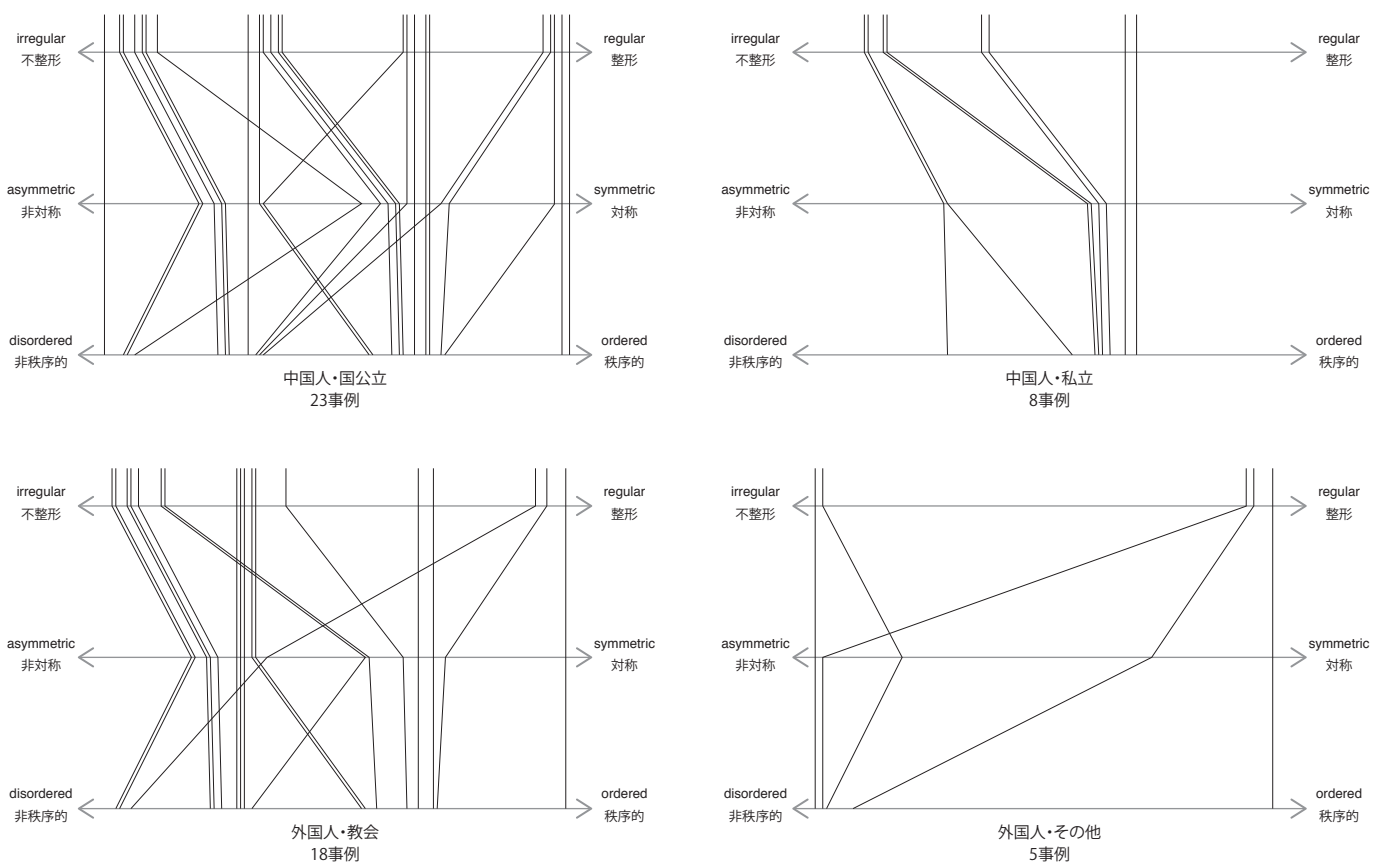 irregular
不整形
regular
整形
asymmetric
非対称
symmetric
対称
disordered
非秩序的
ordered
秩序的
中国人・国公立
23事例
irregular
不整形
regular
整形
asymmetric
非対称
symmetric
対称
disordered
非秩序的
ordered
秩序的
中国人・私立
8事例
irregular
不整形
regular
整形
asymmetric
非対称
symmetric
対称
disordered
非秩序的
ordered
秩序的
外国人・教会
18事例
irregular
不整形
regular
整形
asymmetric
非対称
symmetric
対称
disordered
非秩序的
ordered
秩序的
外国人・その他
5事例